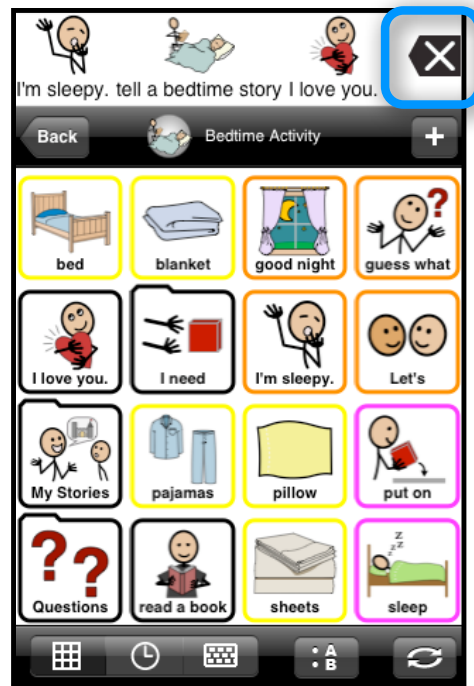 I'm sleepy. tell a bedtime story I love you.
Back Bedtime Activity +
?
bed blanket good night guess what
I love you. I need I'm sleepy. Let's
My Stories pajamas pillow put on
z z z
? ?
Questions read a book sheets sleep
: A B